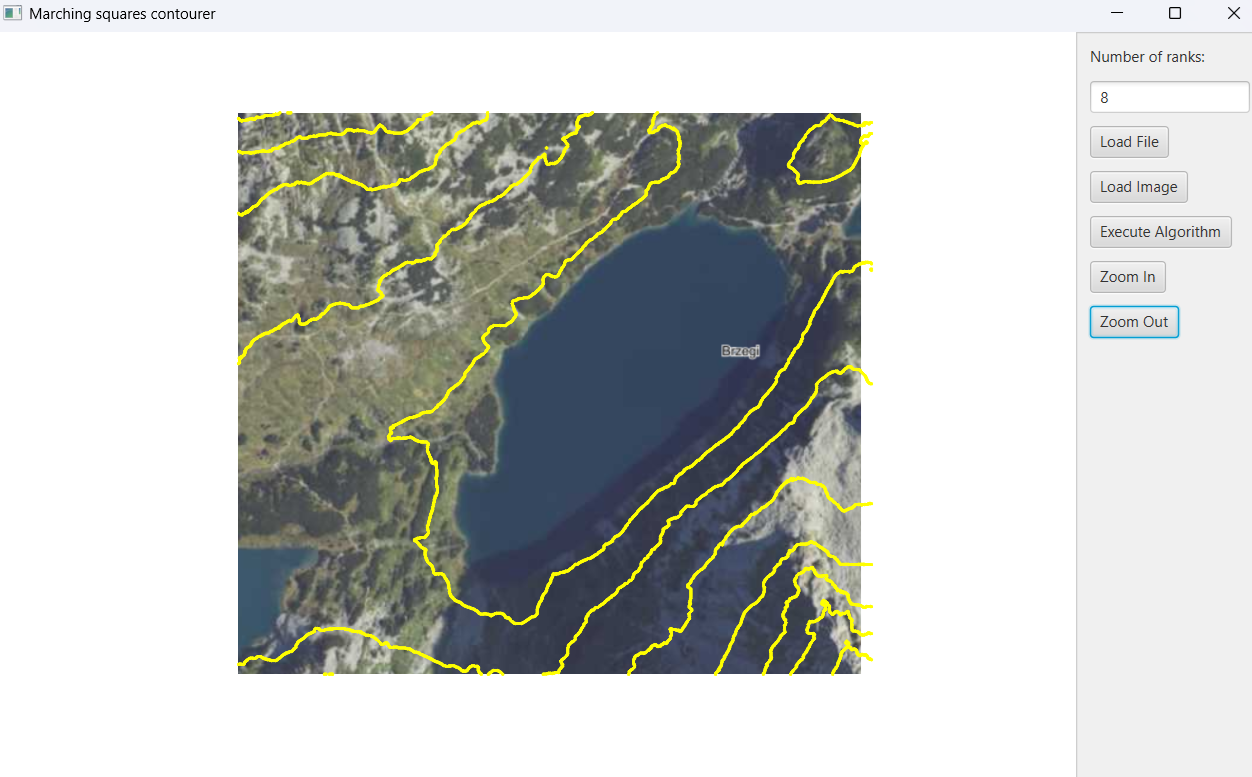 Marching squares contourer
Number of ranks:
8
Load File
Load Image
Execute Algorithm
Zoom In
Zoom Out
Brzegi